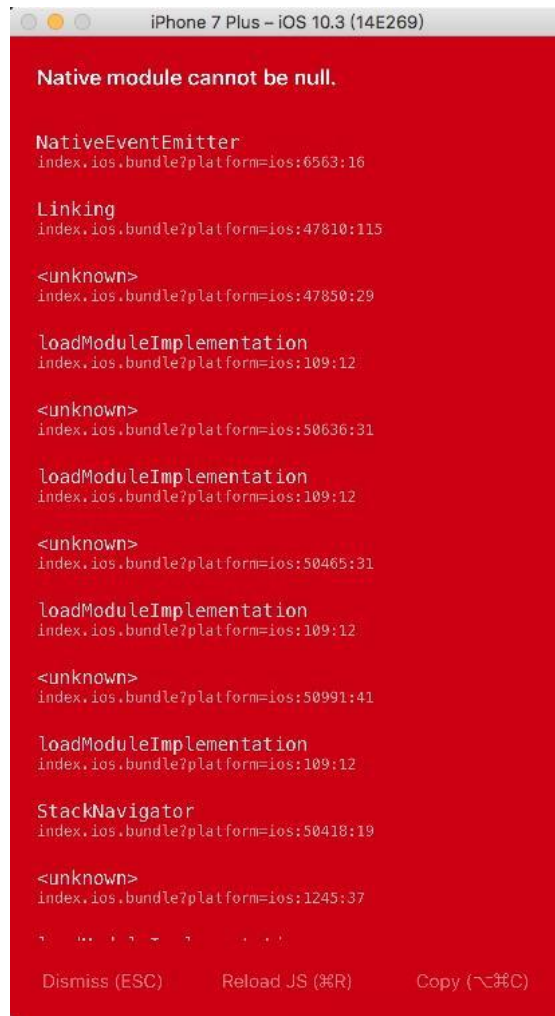 iPhone 7 Plus – iOS 10.3 (14E269)
Native module cannot be null.
NativeEventEmitter
index.ios.bundle?platform=ios:6563:16
Linking
index.ios.bundle?platform=ios:47810:115
<unknown>
index.ios.bundle?platform=ios:47850:29
loadModuleImplementation
index.ios.bundle?platform=ios:109:12
<unknown>
index.ios.bundle?platform=ios:50636:31
loadModuleImplementation
index.ios.bundle?platform=ios:109:12
<unknown>
index.ios.bundle?platform=ios:50465:31
loadModuleImplementation
index.ios.bundle?platform=ios:109:12
<unknown>
index.ios.bundle?platform=ios:50991:41
loadModuleImplementation
index.ios.bundle?platform=ios:109:12
StackNavigator
index.ios.bundle?platform=ios:50418:19
<unknown>
index.ios.bundle?platform=ios:1245:37
Dismiss (ESC) Reload JS (⌘R) Copy (⌥⌘C)